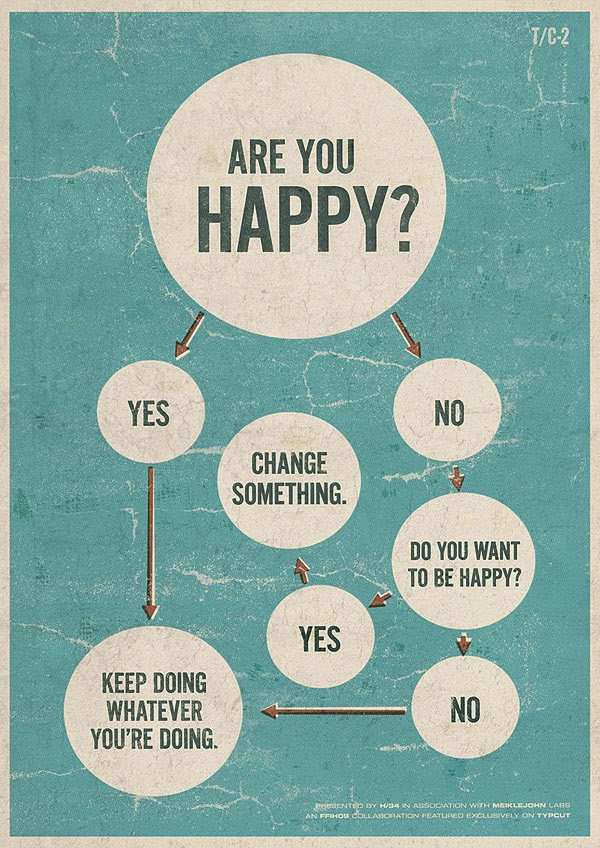 T/C-2
ARE YOU
HAPPY?
YES
NO
CHANGE
SOMETHING.
DO YOU WANT
TO BE HAPPY?
YES
KEEP DOING
WHATEVER
YOU'RE DOING.
NO
PRESENTED BY H/34 IN ASSOCIATION WITH MEIKLEJOHN LABS
AN FFIH09 COLLABORATION FEATURED EXCLUSIVELY ON TYPCUT